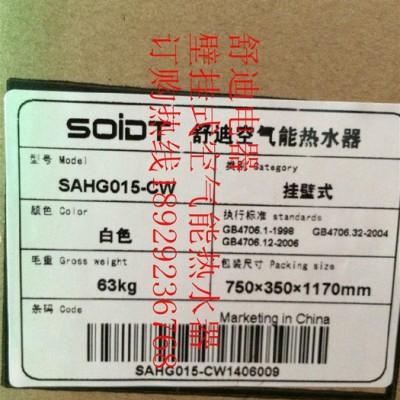 舒迪电器
壁挂式空气能热水器
订购热线18929236768
SOIDT 舒迪空气能热水器
型号 Model
SAHG015-CW
类别 Category
挂壁式
颜色 Color
白色
执行标准 standards
GB4706.1-1998 GB4706.32-2004
GB4706.12-2006
毛重 Gross weight
63kg
包装尺寸 Packing size
750×350×1170mm
条码 Code
Marketing in China
SAHG015-CW1406009